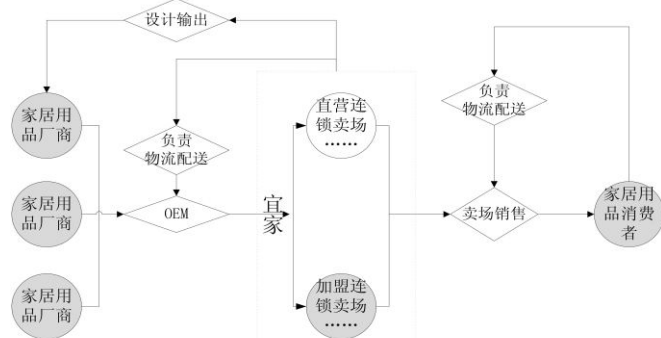 设计输出
家居用
品厂商
负责
物流配送
直营连
锁卖场
……
负责
物流配送
家居用
品厂商
OEM
宜家
卖场销售
家居用
品消费
者
家居用
品厂商
加盟连
锁卖场
……